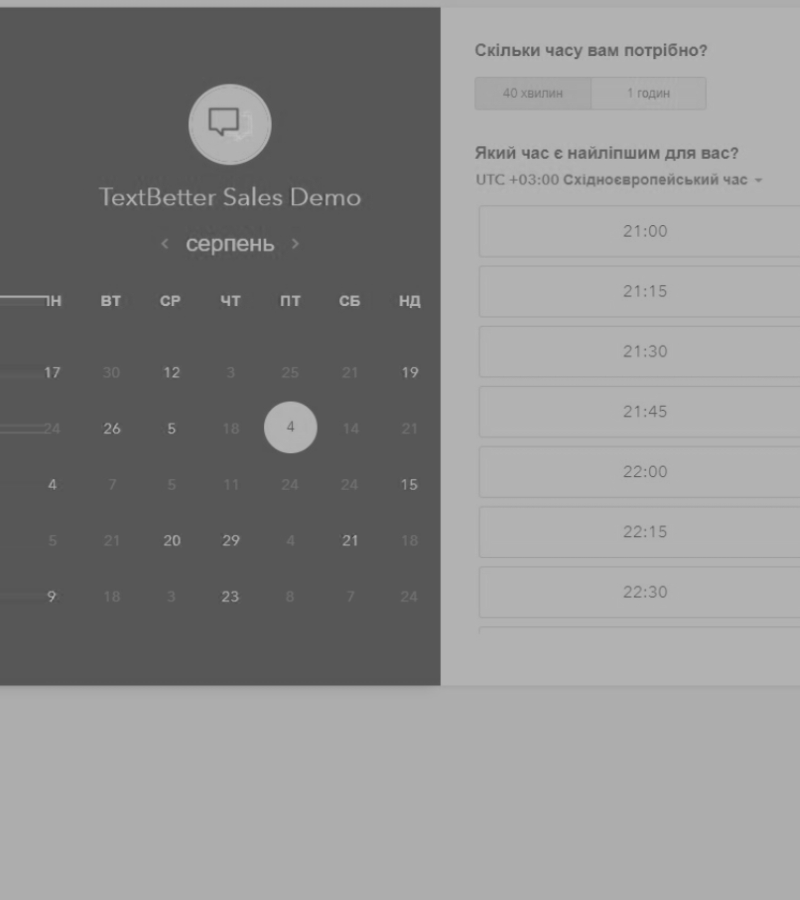 TextBetter Sales Demo
серпень
ІН ВТ СР ЧТ ПТ СБ НД
17 30 12 3 25 21 19
24 26 5 18 4 14 21
4 7 5 11 24 24 15
5 21 20 29 4 21 18
9 18 3 23 8 7 24
Скільки часу вам потрібно?
40 хвилин 1 годин
Який час є найліпшим для вас?
UTC +03:00 Східноєвропейський час
21:00
21:15
21:30
21:45
22:00
22:15
22:30